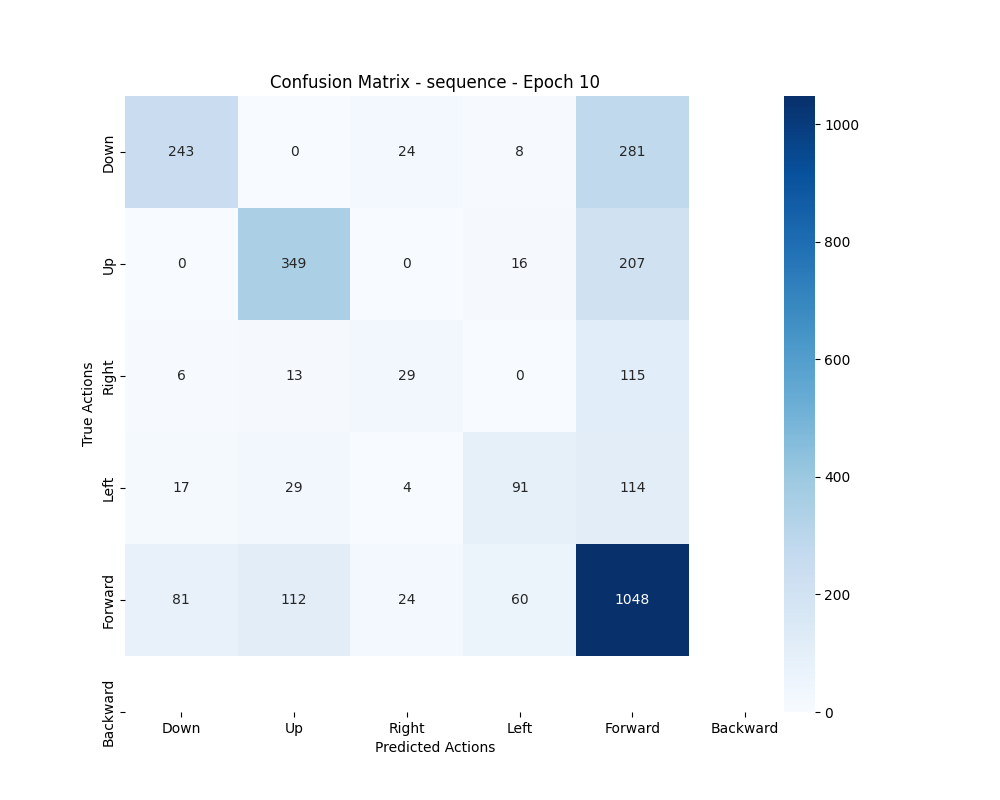 Confusion Matrix - sequence - Epoch 10
Down 243 0 24 8 281
Up 0 349 0 16 207
Right 6 13 29 0 115
Left 17 29 4 91 114
Forward 81 112 24 60 1048
Backward
True Actions
Down Up Right Left Forward Backward
Predicted Actions
1000
800
600
400
200
0